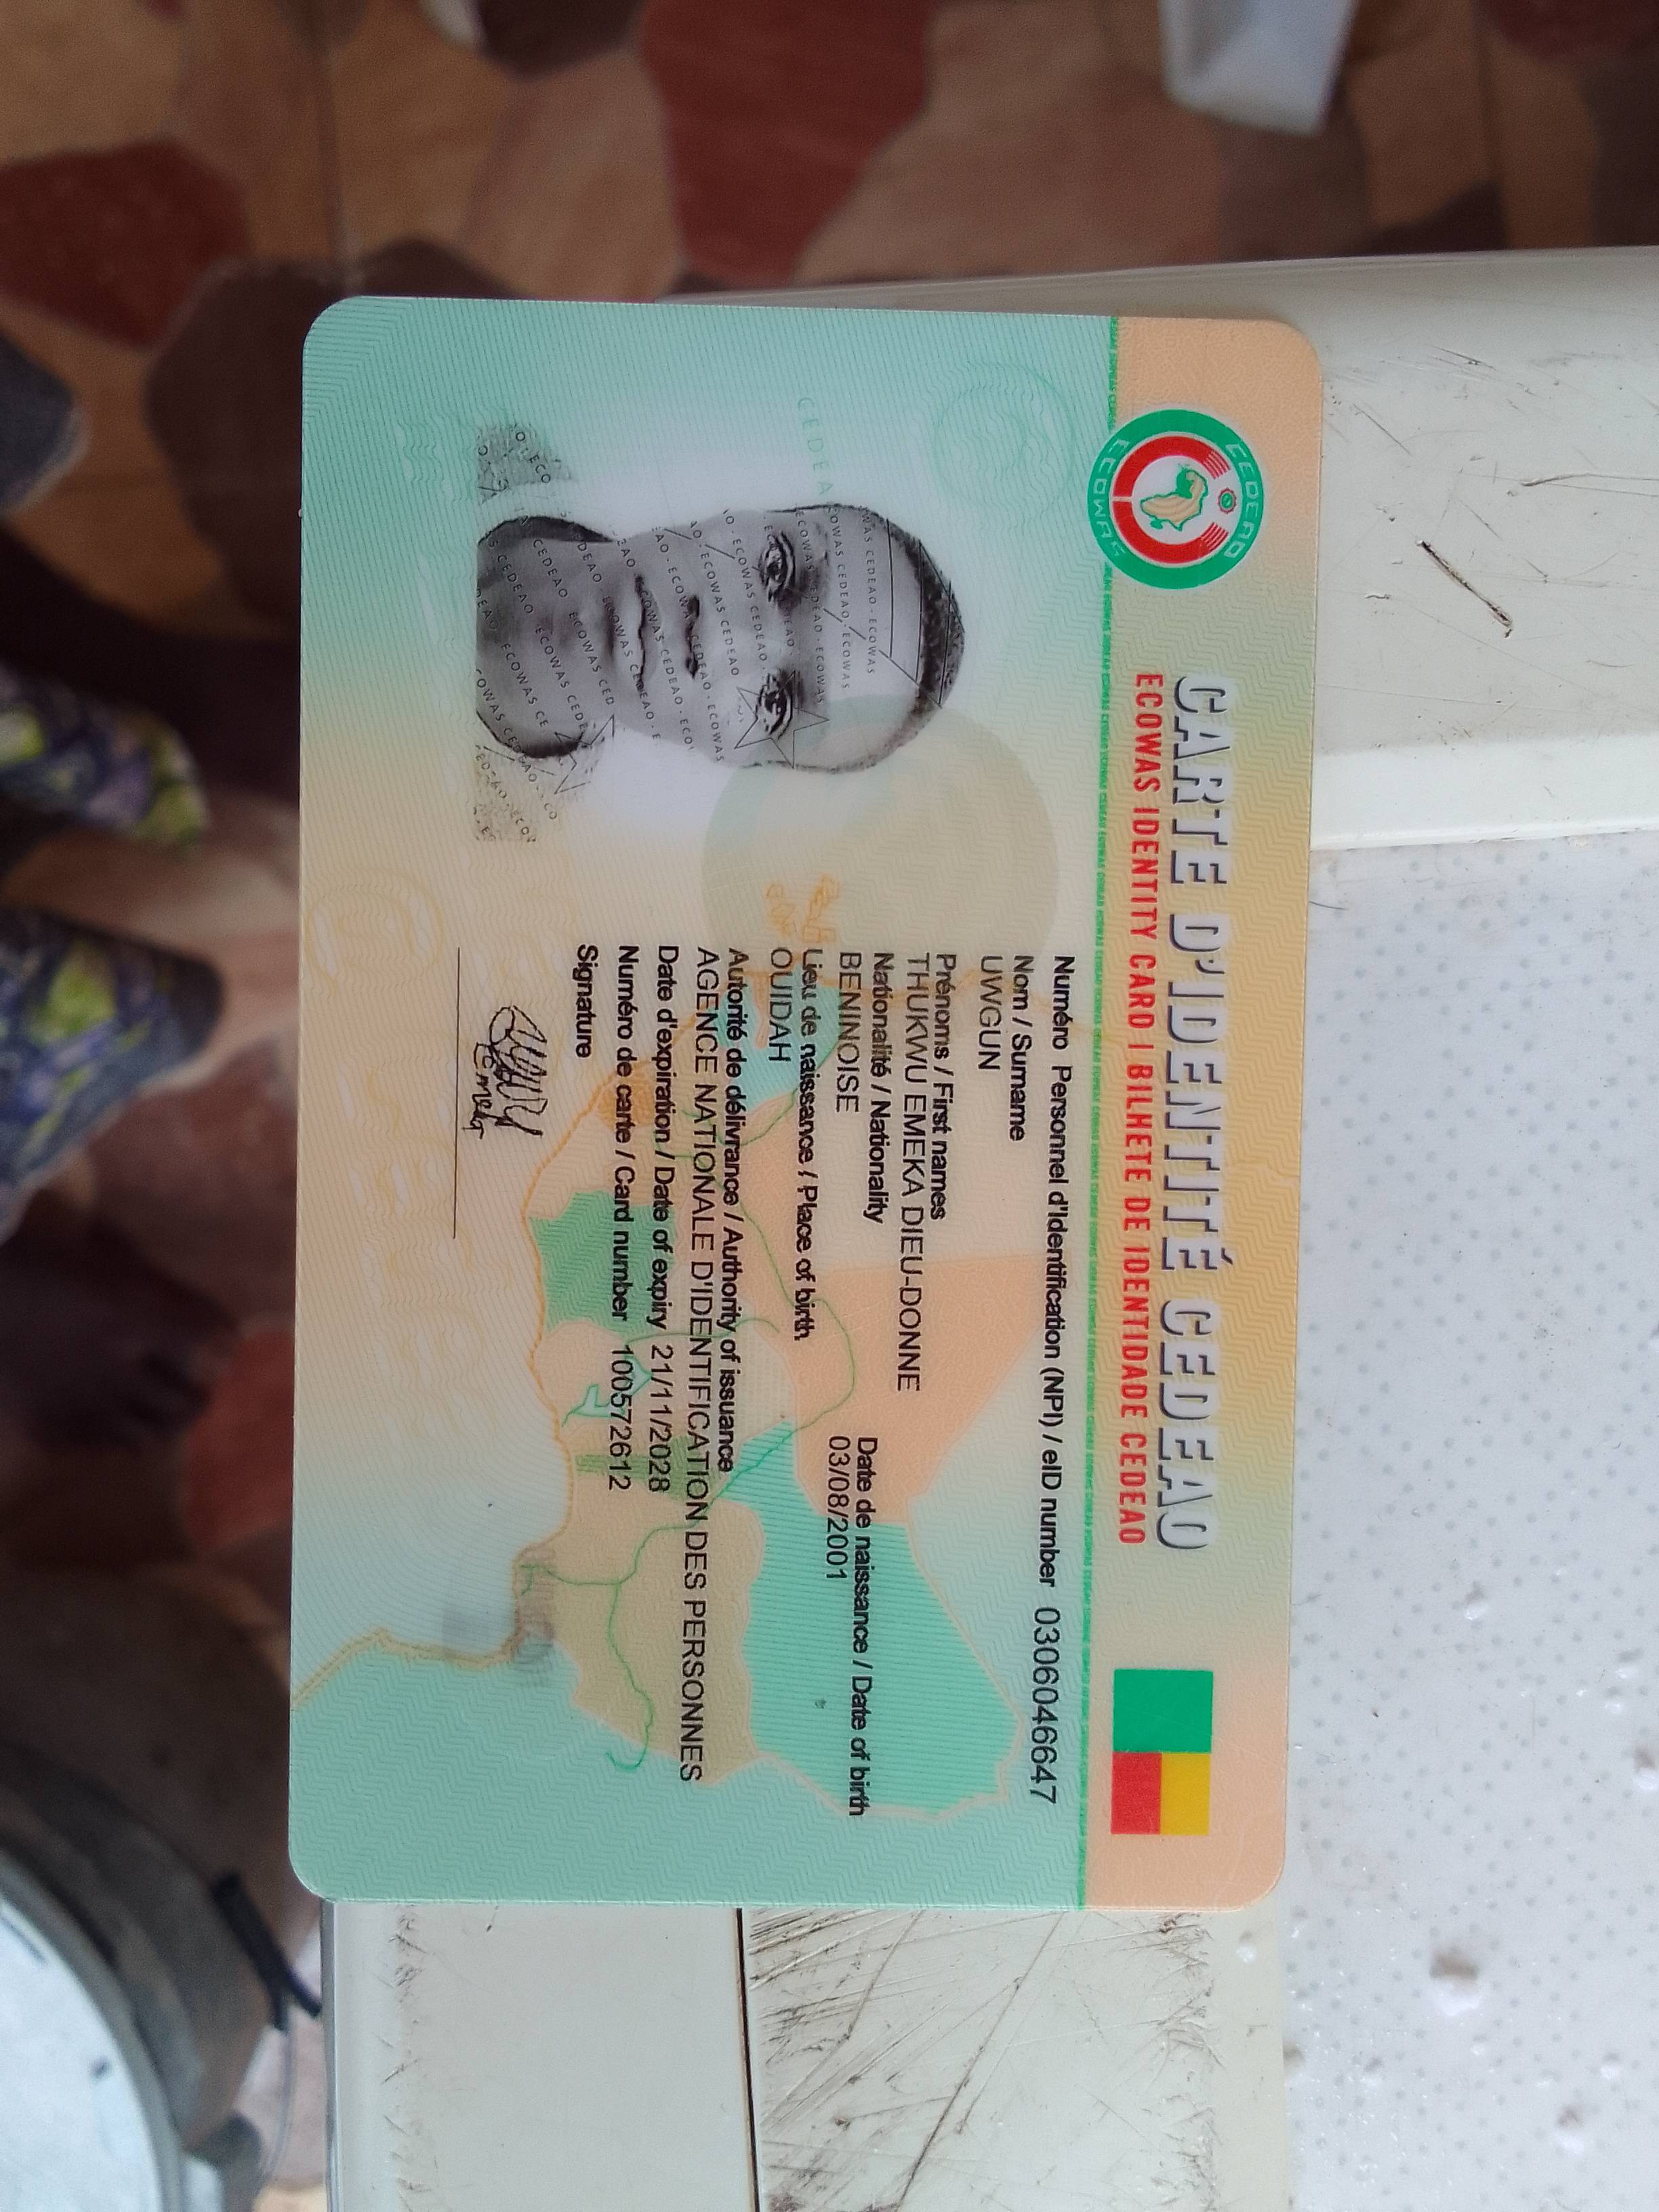 CEDEAO
ECOWAS
CARTE D'IDENTITÉ CEDEAO
ECOWAS IDENTITY CARD | BILHETE DE IDENTIDADE CEDEAO
Numéro Personnel d'Identification (NPI) / eID number 0306046647
Nom / Surname
UWGUN
Prénoms / First names
THUKWU EMEKA DIEU-DONNE
Nationalité / Nationality
BENINOISE
Date de naissance / Date of birth
03/08/2001
Lieu de naissance / Place of birth
OUIDAH
Autorité de délivrance / Authority of issuance
AGENCE NATIONALE D'IDENTIFICATION DES PERSONNES
Date d'expiration / Date of expiry 21/11/2028
Numéro de carte / Card number 100572612
Signature
Emeka